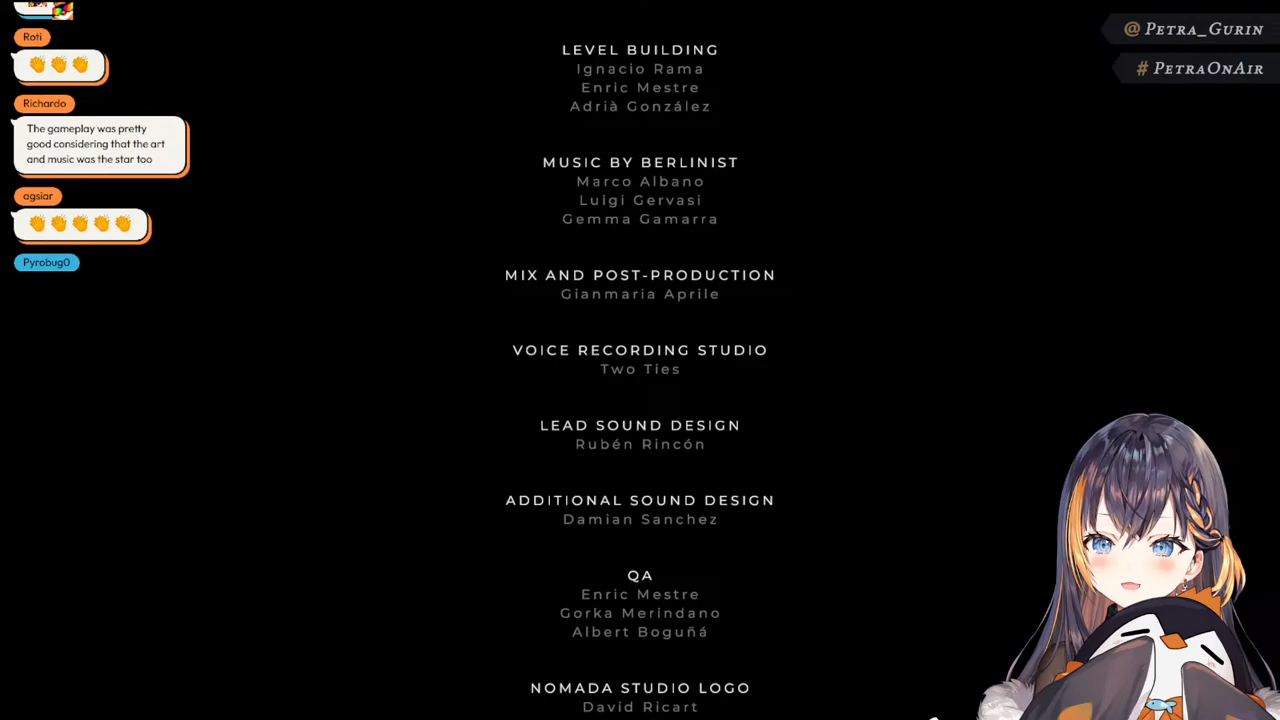 Roti
👏 👏 👏
Richardo
The gameplay was pretty
good considering that the art
and music was the star too
agsiar
👏 👏 👏 👏 👏
Pyrobug0
LEVEL BUILDING
Ignacio Rama
Enric Mestre
Adrià González
MUSIC BY BERLINIST
Marco Albano
Luigi Gervasi
Gemma Gamarra
MIX AND POST-PRODUCTION
Gianmaria Aprile
VOICE RECORDING STUDIO
Two Ties
LEAD SOUND DESIGN
Rubén Rincón
ADDITIONAL SOUND DESIGN
Damian Sanchez
QA
Enric Mestre
Gorka Merindano
Albert Boguñá
NOMADA STUDIO LOGO
David Ricart
@ Petra_Gurin
# PetraOnAir